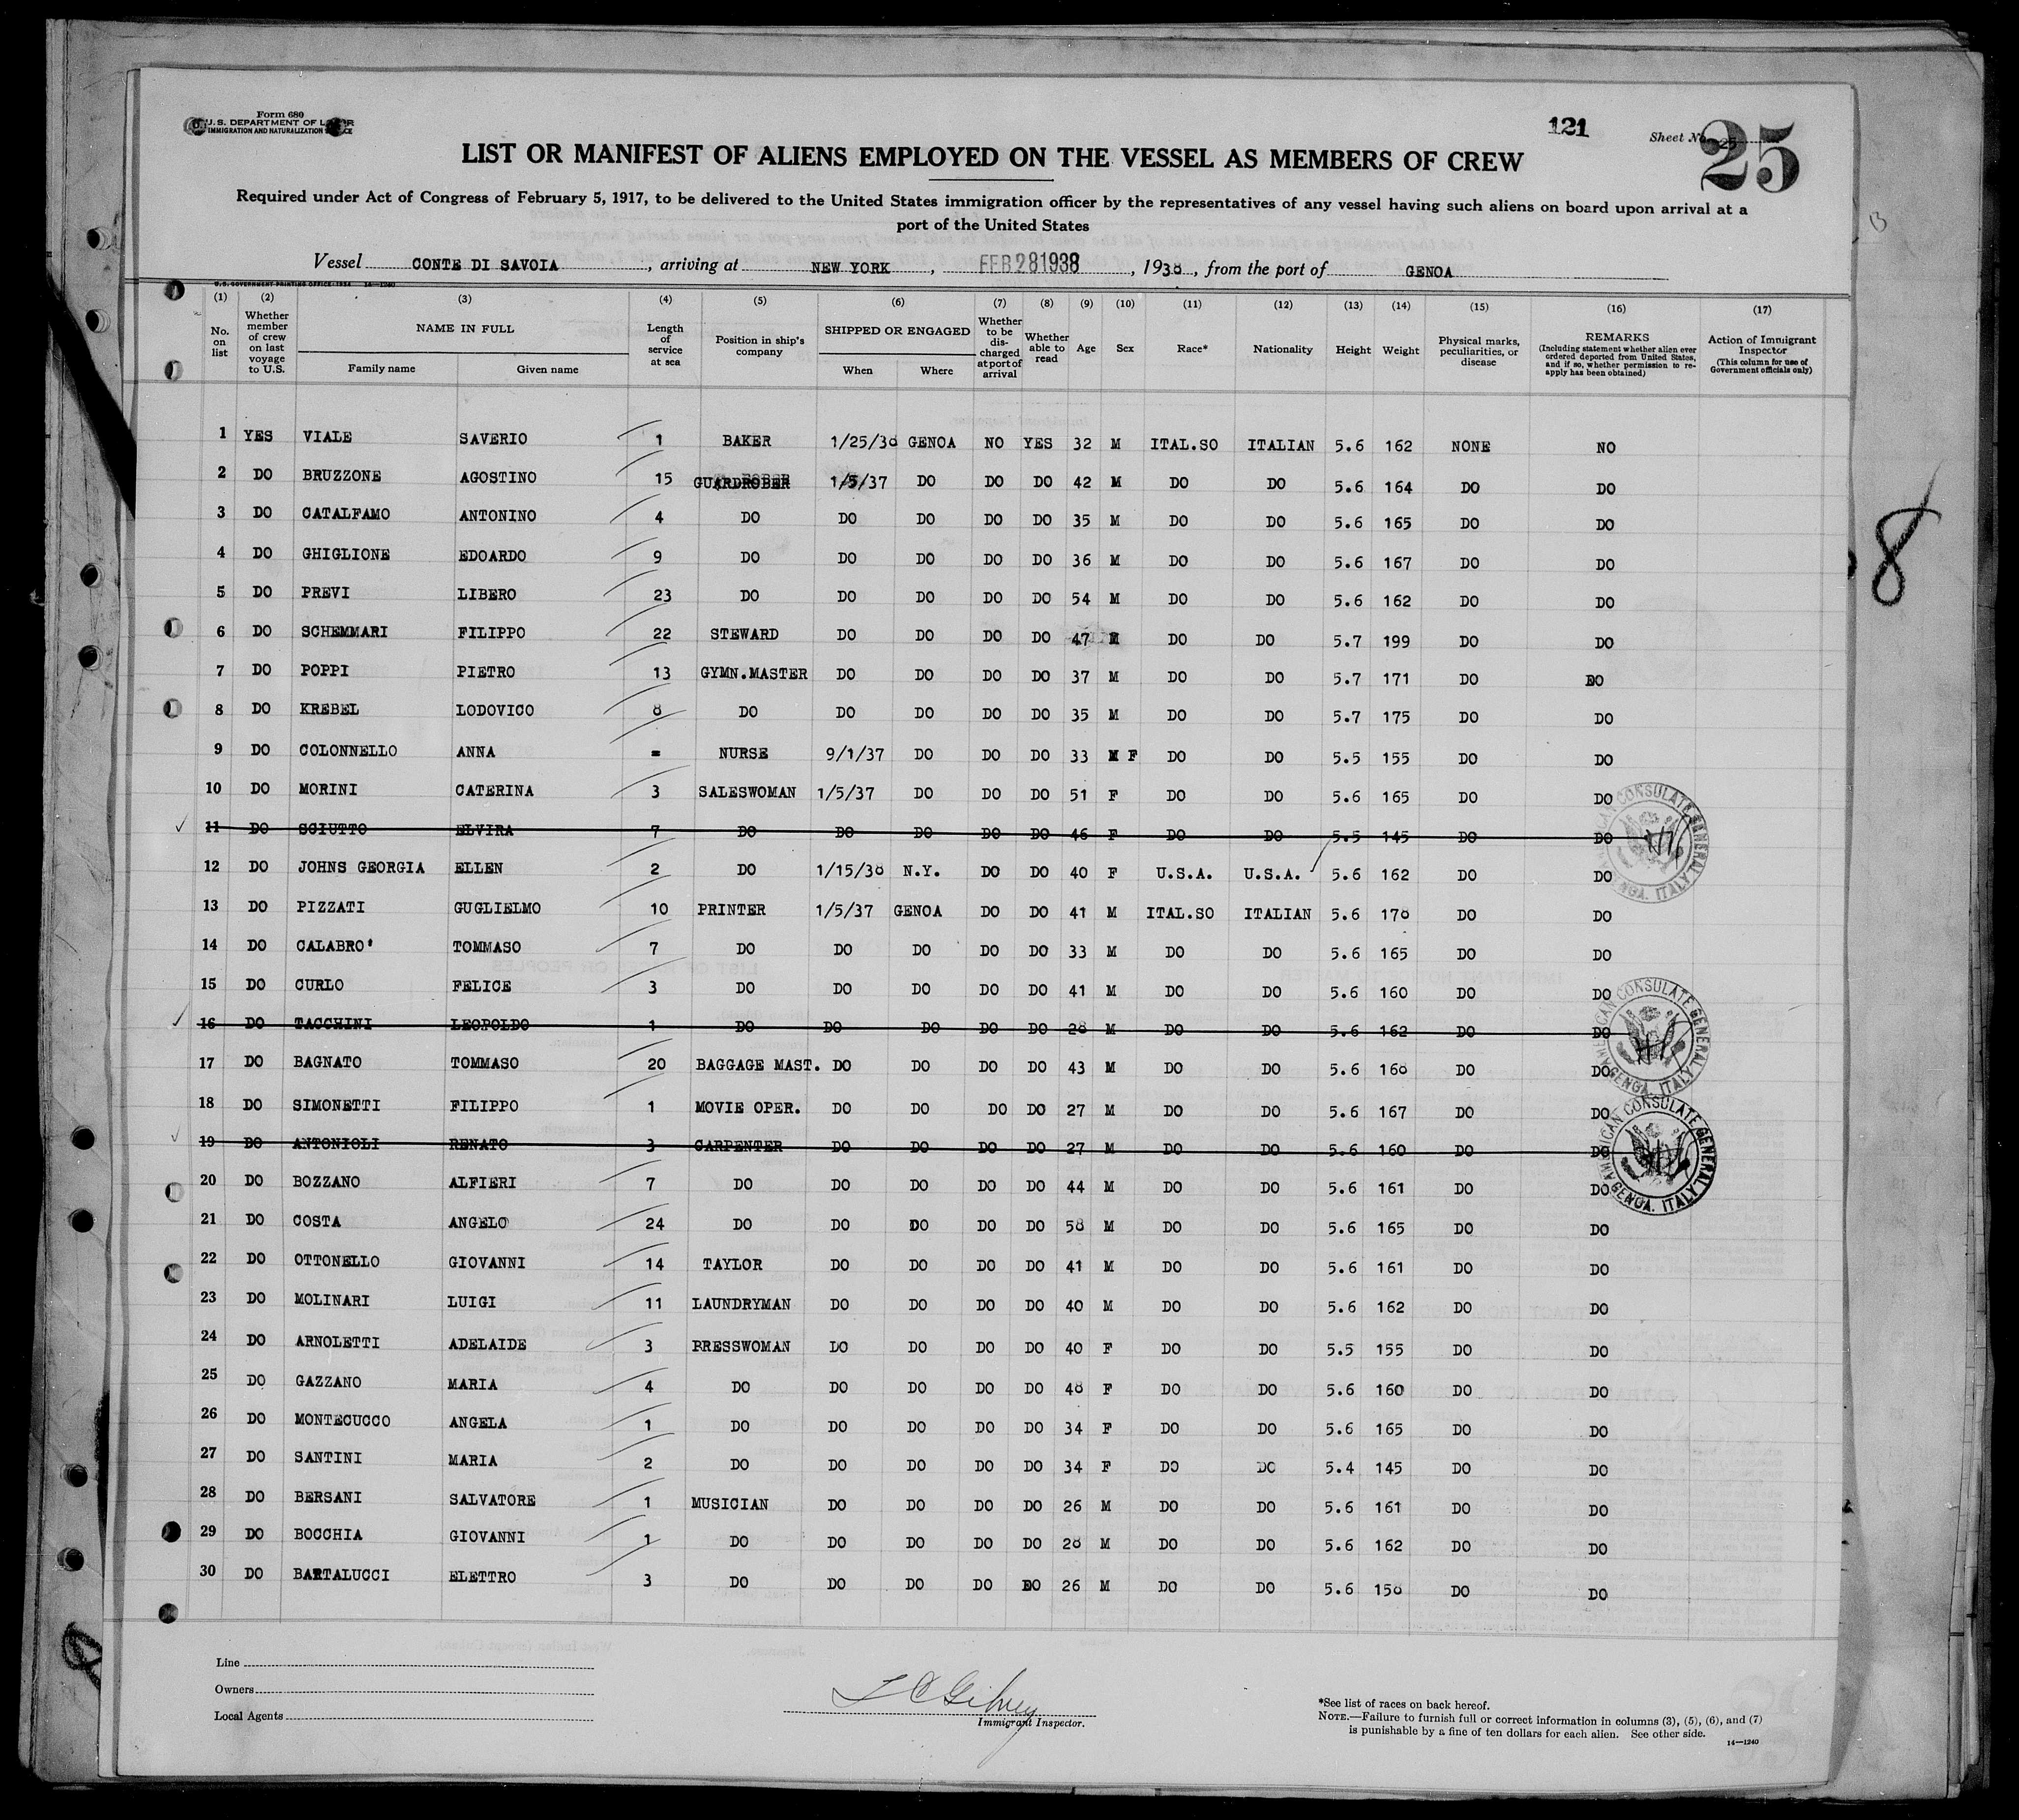 Form 680
U.S. DEPARTMENT OF LABOR
IMMIGRATION AND NATURALIZATION SERVICE
121
Sheet No. 25
25
LIST OR MANIFEST OF ALIENS EMPLOYED ON THE VESSEL AS MEMBERS OF CREW
Required under Act of Congress of February 5, 1917, to be delivered to the United States immigration officer by the representatives of any vessel having such aliens on board upon arrival at a
port of the United States
Vessel CONTE DI SAVOIA, arriving at NEW YORK, FEB 28 1938, 1938, from the port of GENOA
U.S. GOVERNMENT PRINTING OFFICE: 1934 14—1240
(1) (2) (3) (4) (5) (6) (7) (8) (9) (10) (11) (12) (13) (14) (15) (16) (17)
No. on list
Whether member of crew on last voyage to U.S.
NAME IN FULL
Family name
Given name
Length of service at sea
Position in ship's company
SHIPPED OR ENGAGED
When
Where
Whether to be discharged at port of arrival
Whether able to read
Age
Sex
Race*
Nationality
Height
Weight
Physical marks, peculiarities, or disease
REMARKS
(Including statement whether alien ever ordered deported from United States, and if so, whether permission to reapply has been obtained)
Action of Immigrant Inspector
(This column for use of Government officials only)
1 YES VIALE SAVERIO 1 BAKER 1/25/38 GENOA NO YES 32 M ITAL.SO ITALIAN 5.6 162 NONE NO
2 DO BRUZZONE AGOSTINO 15 GUARDROBER 1/5/37 DO DO DO 42 M DO DO 5.6 164 DO DO
3 DO CATALFAMO ANTONINO 4 DO DO DO DO DO 35 M DO DO 5.6 165 DO DO
4 DO GHIGLIONE EDOARDO 9 DO DO DO DO DO 36 M DO DO 5.6 167 DO DO
5 DO PREVI LIBERO 23 DO DO DO DO DO 54 M DO DO 5.6 162 DO DO
6 DO SCHEMMARI FILIPPO 22 STEWARD DO DO DO DO 47 M DO DO 5.7 199 DO DO
7 DO POPPI PIETRO 13 GYMN.MASTER DO DO DO DO 37 M DO DO 5.7 171 DO DO
8 DO KREBEL LODOVICO 8 DO DO DO DO DO 35 M DO DO 5.7 175 DO DO
9 DO COLONNELLO ANNA = NURSE 9/1/37 DO DO DO 33 M F DO DO 5.5 155 DO DO
10 DO MORINI CATERINA 3 SALESWOMAN 1/5/37 DO DO DO 51 F DO DO 5.6 165 DO DO
11 DO SCIUTTO ELVIRA 7 DO DO DO DO DO 46 F DO DO 5.5 145 DO DO
12 DO JOHNS GEORGIA ELLEN 2 DO 1/15/38 N.Y. DO DO 40 F U.S.A. U.S.A. 5.6 162 DO DO
13 DO PIZZATI GUGLIELMO 10 PRINTER 1/5/37 GENOA DO DO 41 M ITAL.SO ITALIAN 5.6 178 DO DO
14 DO CALABRO' TOMMASO 7 DO DO DO DO DO 33 M DO DO 5.6 165 DO DO
15 DO CURLO FELICE 3 DO DO DO DO DO 41 M DO DO 5.6 160 DO DO
16 DO TACCHINI LEOPOLDO 1 DO DO DO DO DO 28 M DO DO 5.6 162 DO DO
17 DO BAGNATO TOMMASO 20 BAGGAGE MAST. DO DO DO DO 43 M DO DO 5.6 168 DO DO
18 DO SIMONETTI FILIPPO 1 MOVIE OPER. DO DO DO DO 27 M DO DO 5.6 167 DO DO
19 DO ANTONIOLI RENATO 3 CARPENTER DO DO DO DO 27 M DO DO 5.6 160 DO DO
20 DO BOZZANO ALFIERI 7 DO DO DO DO DO 44 M DO DO 5.6 161 DO DO
21 DO COSTA ANGELO 24 DO DO DO DO DO 58 M DO DO 5.6 165 DO DO
22 DO OTTONELLO GIOVANNI 14 TAYLOR DO DO DO DO 41 M DO DO 5.6 161 DO DO
23 DO MOLINARI LUIGI 11 LAUNDRYMAN DO DO DO DO 40 M DO DO 5.6 162 DO DO
24 DO ARNOLETTI ADELAIDE 3 PRESSWOMAN DO DO DO DO 40 F DO DO 5.5 155 DO DO
25 DO GAZZANO MARIA 4 DO DO DO DO DO 48 F DO DO 5.6 160 DO DO
26 DO MONTECUCCO ANGELA 1 DO DO DO DO DO 34 F DO DO 5.6 165 DO DO
27 DO SANTINI MARIA 2 DO DO DO DO DO 34 F DO DO 5.4 145 DO DO
28 DO BERSANI SALVATORE 1 MUSICIAN DO DO DO DO 26 M DO DO 5.6 161 DO DO
29 DO BOCCHIA GIOVANNI 1 DO DO DO DO DO 28 M DO DO 5.6 162 DO DO
30 DO BARTALUCCI ELETTRO 3 DO DO DO DO DO 26 M DO DO 5.6 158 DO DO
AMERICAN CONSULATE GENERAL GENOA. ITALY
AMERICAN CONSULATE GENERAL GENOA. ITALY
AMERICAN CONSULATE GENERAL GENOA. ITALY
8
Line
Owners
Local Agents
Immigrant Inspector.
*See list of races on back hereof.
NOTE.—Failure to furnish full or correct information in columns (3), (5), (6), and (7)
is punishable by a fine of ten dollars for each alien. See other side.
14—1240